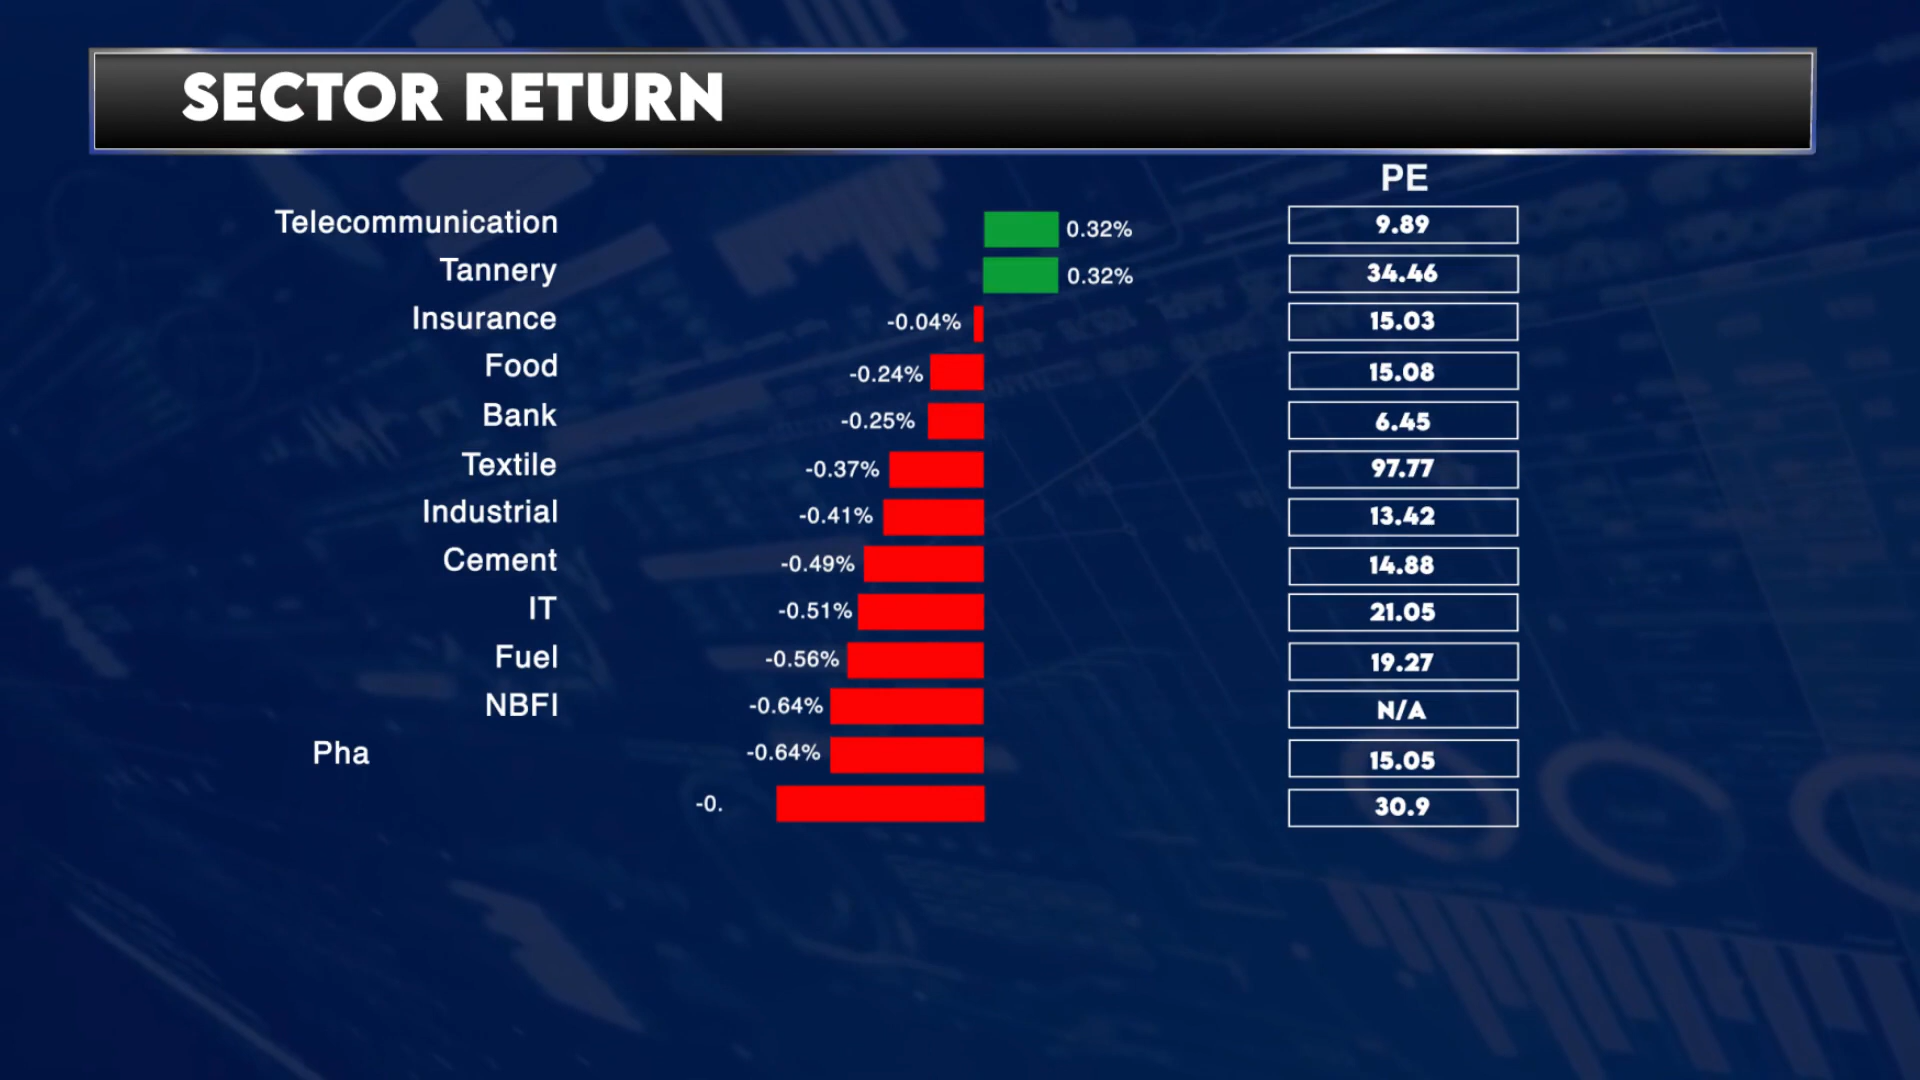 SECTOR RETURN
PE
Telecommunication 0.32% 9.89
Tannery 0.32% 34.46
Insurance -0.04% 15.03
Food -0.24% 15.08
Bank -0.25% 6.45
Textile -0.37% 97.77
Industrial -0.41% 13.42
Cement -0.49% 14.88
IT -0.51% 21.05
Fuel -0.56% 19.27
NBFI -0.64% N/A
Pha -0.64% 15.05
-0. 30.9